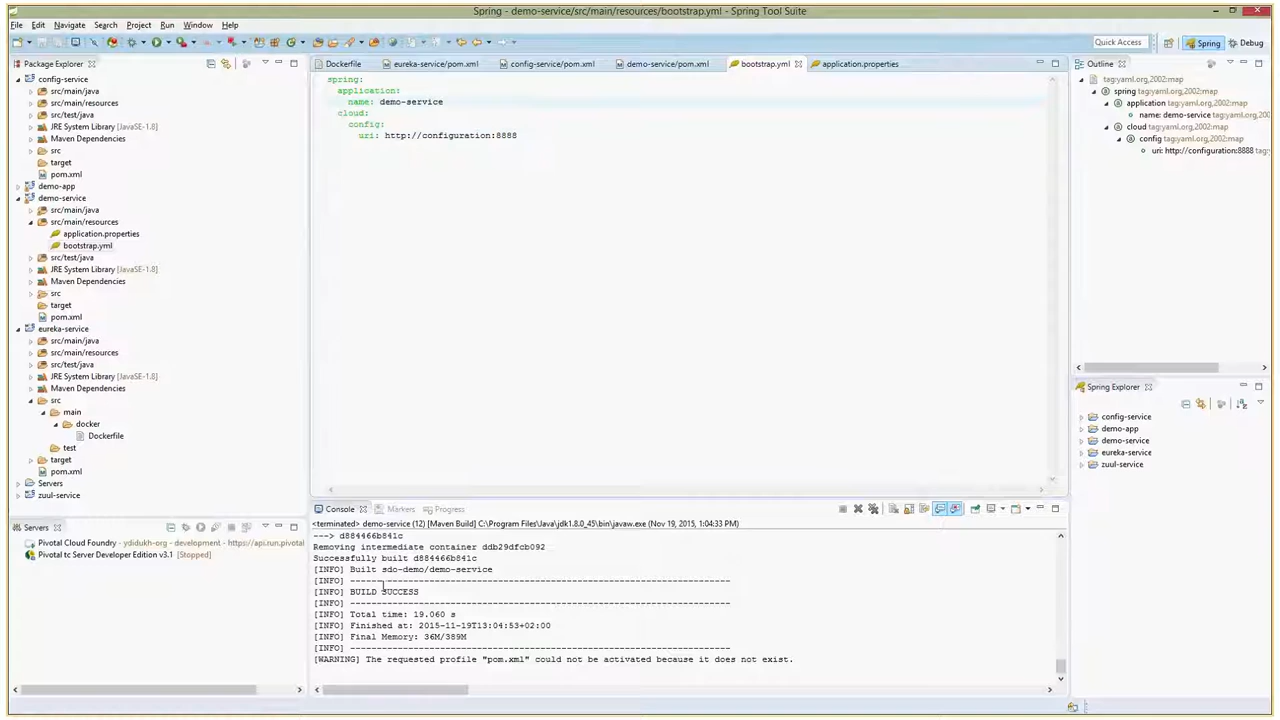 Spring - demo-service/src/main/resources/bootstrap.yml - Spring Tool Suite
File Edit Navigate Search Project Run Window Help
Quick Access
Spring
Debug
Package Explorer
config-service
src/main/java
src/main/resources
src/test/java
JRE System Library [JavaSE-1.8]
Maven Dependencies
src
target
pom.xml
demo-app
demo-service
src/main/java
src/main/resources
application.properties
bootstrap.yml
src/test/java
JRE System Library [JavaSE-1.8]
Maven Dependencies
src
target
pom.xml
eureka-service
src/main/java
src/main/resources
src/test/java
JRE System Library [JavaSE-1.8]
Maven Dependencies
src
main
docker
Dockerfile
test
target
pom.xml
Servers
zuul-service
Servers
Pivotal Cloud Foundry - ydidukh-org - development - https://api.run.pivotal
Pivotal tc Server Developer Edition v3.1 [Stopped]
Dockerfile
eureka-service/pom.xml
config-service/pom.xml
demo-service/pom.xml
bootstrap.yml
application.properties
spring:
application:
name: demo-service
cloud:
config:
uri: http://configuration:8888
Console
Markers
Progress
<terminated> demo-service (12) [Maven Build] C:\Program Files\Java\jdk1.8.0_45\bin\javaw.exe (Nov 19, 2015, 1:04:33 PM)
---> d884466b841c
Removing intermediate container ddb29dfcb092
Successfully built d884466b841c
[INFO] Built sdo-demo/demo-service
[INFO] ------------------------------------------------------------------------
[INFO] BUILD SUCCESS
[INFO] ------------------------------------------------------------------------
[INFO] Total time: 19.060 s
[INFO] Finished at: 2015-11-19T13:04:53+02:00
[INFO] Final Memory: 36M/389M
[INFO] ------------------------------------------------------------------------
[WARNING] The requested profile "pom.xml" could not be activated because it does not exist.
Outline
tag:yaml.org,2002:map
spring tag:yaml.org,2002:map
application tag:yaml.org,2002:map
name: demo-service tag:yaml.org,200
cloud tag:yaml.org,2002:map
config tag:yaml.org,2002:map
uri: http://configuration:8888 tag:
Spring Explorer
config-service
demo-app
demo-service
eureka-service
zuul-service